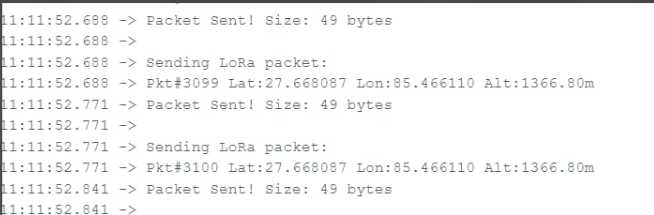 11:11:52.688 -> Packet Sent! Size: 49 bytes
11:11:52.688 ->
11:11:52.688 -> Sending LoRa packet:
11:11:52.688 -> Pkt#3099 Lat:27.668087 Lon:85.466110 Alt:1366.80m
11:11:52.771 -> Packet Sent! Size: 49 bytes
11:11:52.771 ->
11:11:52.771 -> Sending LoRa packet:
11:11:52.771 -> Pkt#3100 Lat:27.668087 Lon:85.466110 Alt:1366.80m
11:11:52.841 -> Packet Sent! Size: 49 bytes
11:11:52.841 ->